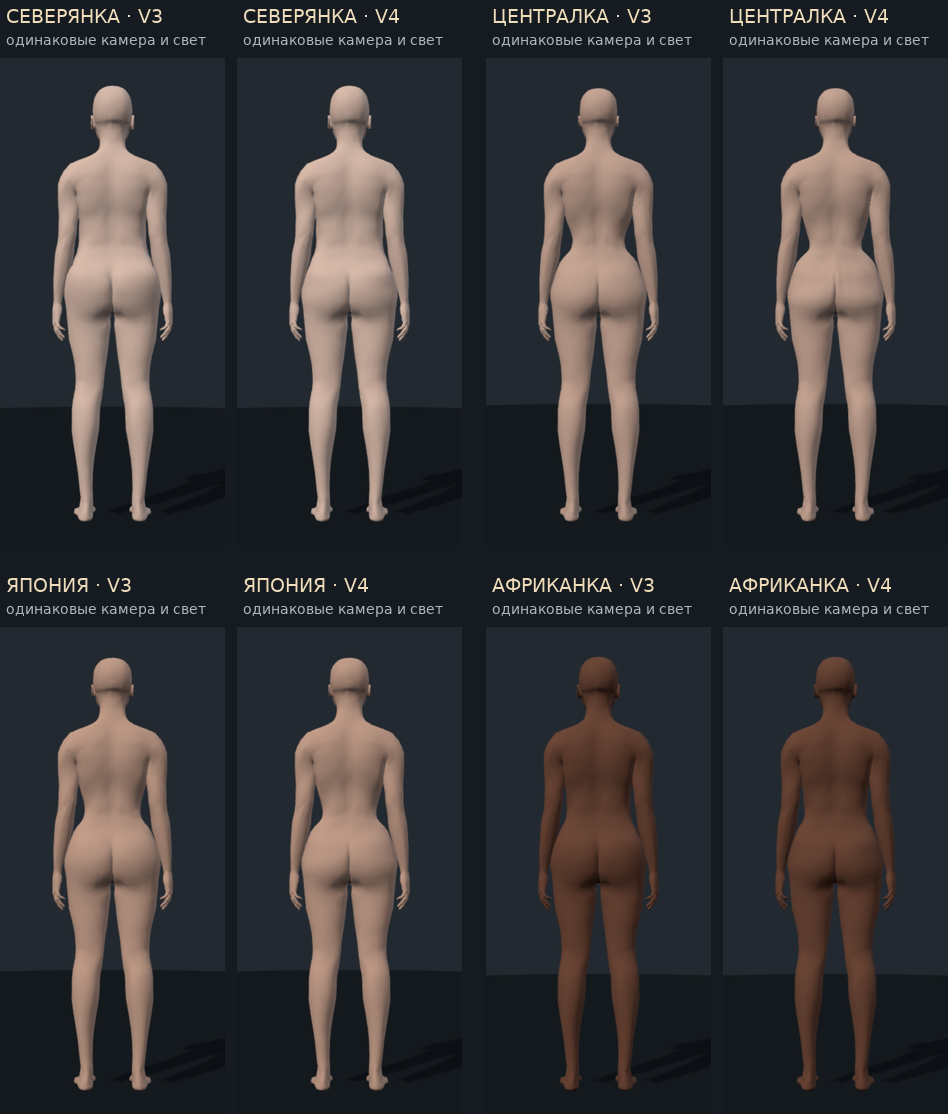 СЕВЕРЯНКА · V3
одинаковые камера и свет
СЕВЕРЯНКА · V4
одинаковые камера и свет
ЦЕНТРАЛКА · V3
одинаковые камера и свет
ЦЕНТРАЛКА · V4
одинаковые камера и свет
ЯПОНИЯ · V3
одинаковые камера и свет
ЯПОНИЯ · V4
одинаковые камера и свет
АФРИКАНКА · V3
одинаковые камера и свет
АФРИКАНКА · V4
одинаковые камера и свет